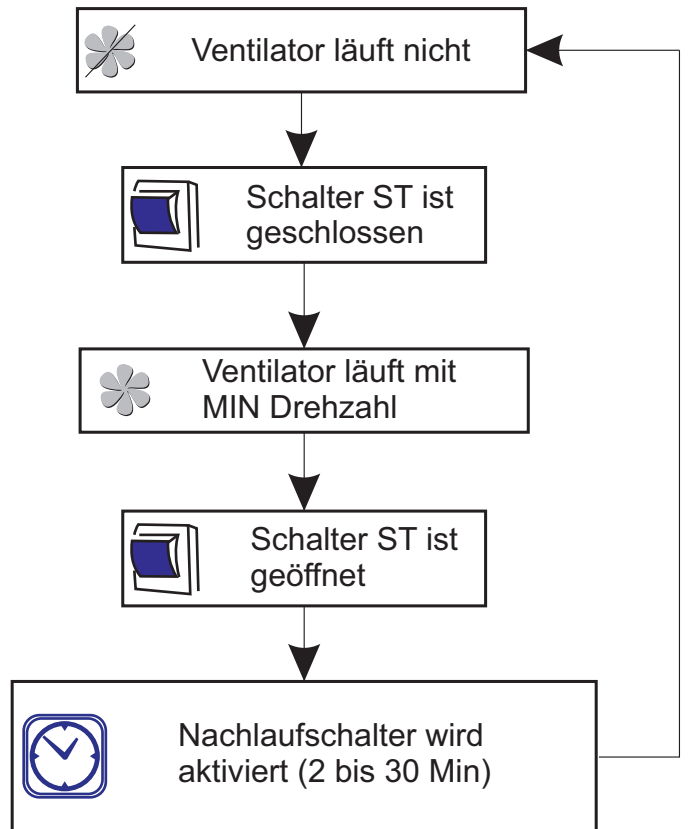 Ventilator läuft nicht
Schalter ST ist
geschlossen
Ventilator läuft mit
MIN Drehzahl
Schalter ST ist
geöffnet
Nachlaufschalter wird
aktiviert (2 bis 30 Min)